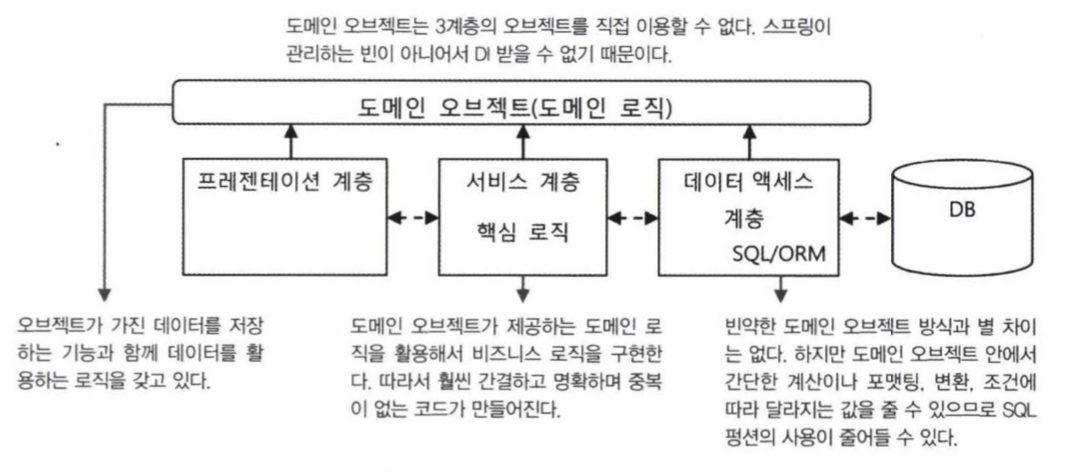 도메인 오브젝트는 3계층의 오브젝트를 직접 이용할 수 없다. 스프링이
관리하는 빈이 아니어서 DI 받을 수 없기 때문이다.
도메인 오브젝트(도메인 로직)
프레젠테이션 계층
서비스 계층
핵심 로직
데이터 액세스
계층
SQL/ORM
DB
오브젝트가 가진 데이터를 저장
하는 기능과 함께 데이터를 활
용하는 로직을 갖고 있다.
도메인 오브젝트가 제공하는 도메인 로
직을 활용해서 비즈니스 로직을 구현한
다. 따라서 훨씬 간결하고 명확하며 중복
이 없는 코드가 만들어진다.
빈약한 도메인 오브젝트 방식과 별 차이
는 없다. 하지만 도메인 오브젝트 안에서
간단한 계산이나 포맷팅, 변환, 조건에
따라 달라지는 값을 줄 수 있으므로 SQL
펑션의 사용이 줄어들 수 있다.